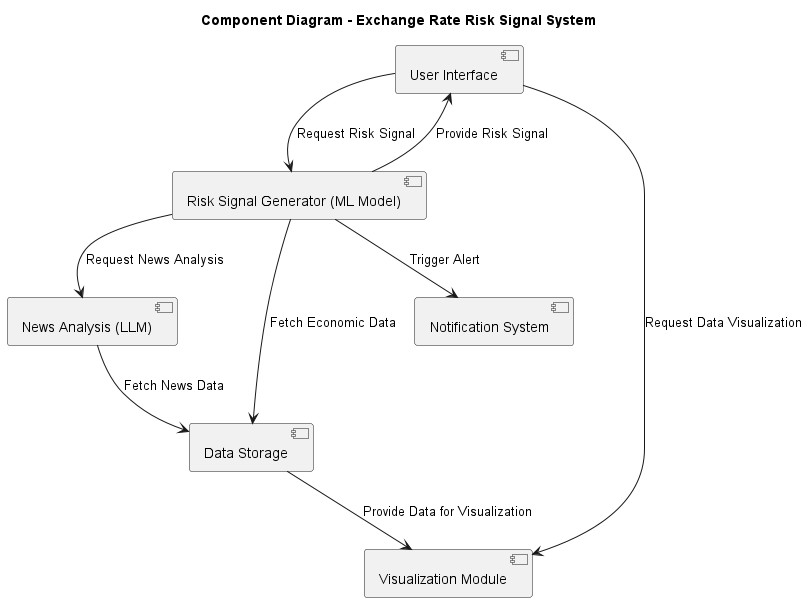 Component Diagram - Exchange Rate Risk Signal System
User Interface
Request Risk Signal
Provide Risk Signal
Risk Signal Generator (ML Model)
Request News Analysis
Trigger Alert
News Analysis (LLM)
Fetch Economic Data
Notification System
Request Data Visualization
Fetch News Data
Data Storage
Provide Data for Visualization
Visualization Module